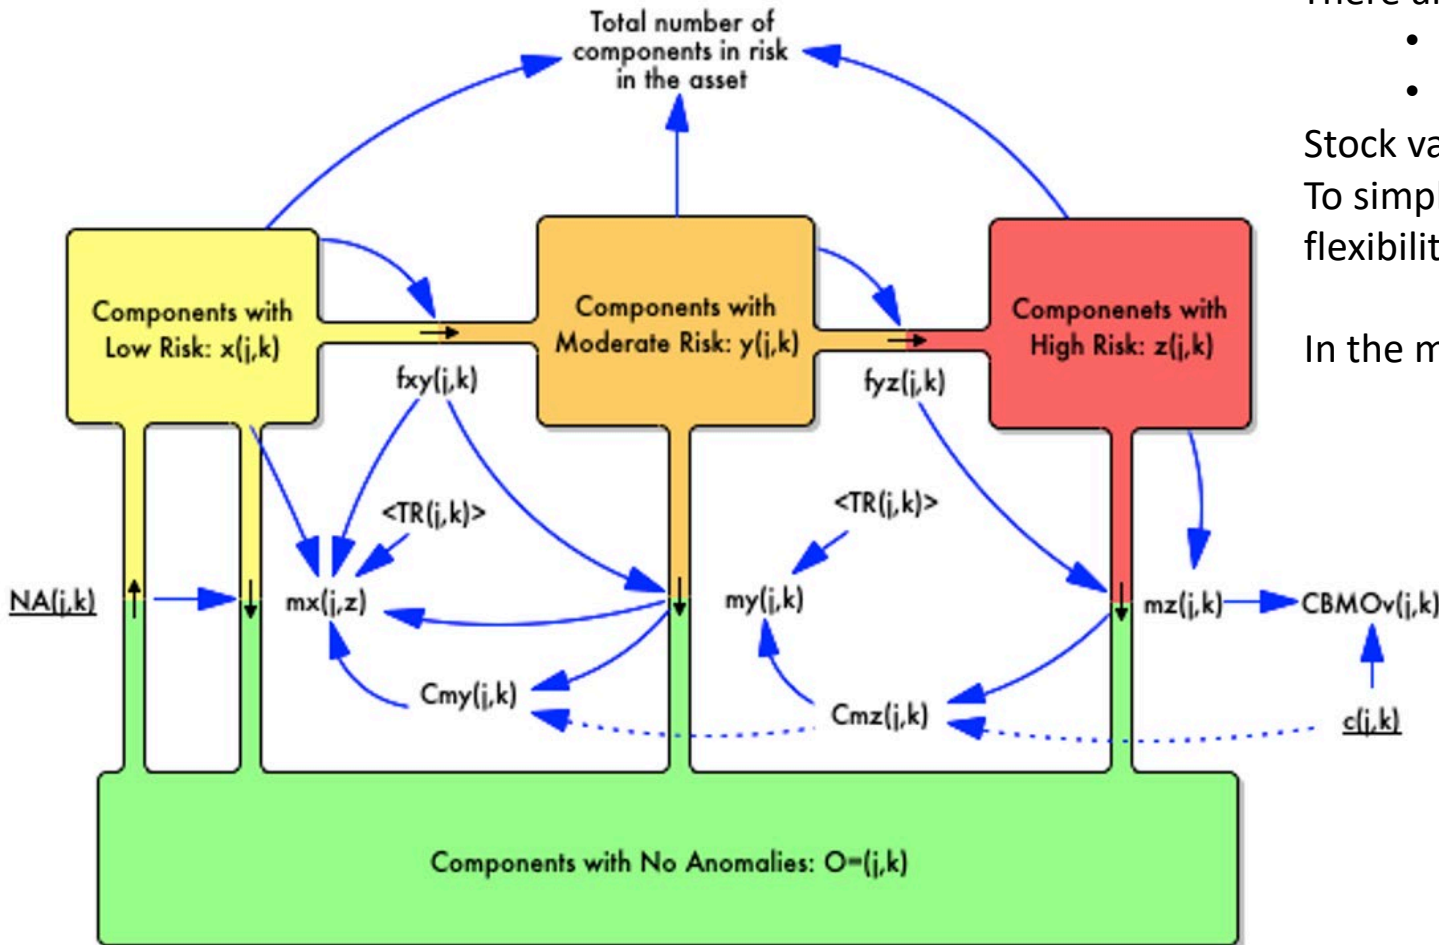 Total number of
components in risk
in the asset
Components with
Low Risk: x(j,k)
Components with
Moderate Risk: y(j,k)
Componenets with
High Risk: z(j,k)
fxy(j,k)
fyz(j,k)
<TR(j,k)>
<TR(j,k)>
NA(j,k)
mx(j,z)
my(j,k)
mz(j,k)
CBMOv(j,k)
Cmy(j,k)
Cmz(j,k)
c(j,k)
Components with No Anomalies: O=(j,k)
•
•
Stock va
To simpl
flexibilit
In the m